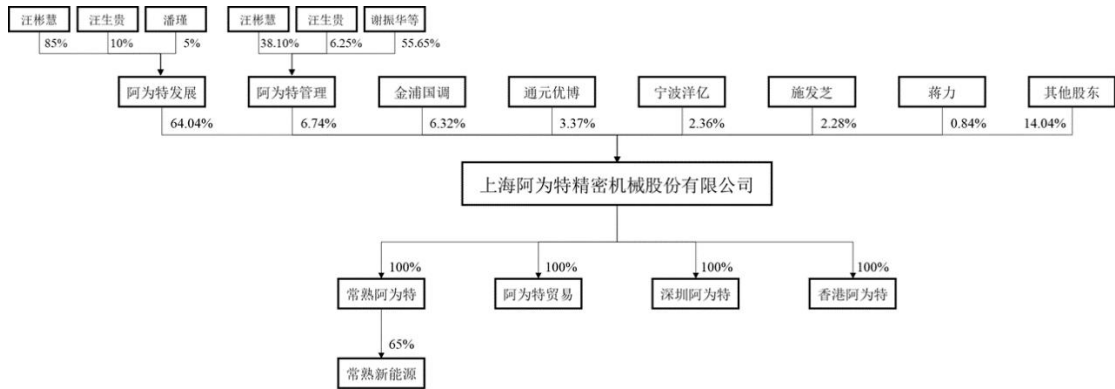 汪彬慧 汪生贵 潘瑾 汪彬慧 汪生贵 谢振华等
85% 10% 5% 38.10% 6.25% 55.65%
阿为特发展 阿为特管理 金浦国调 通元优博 宁波洋亿 施发芝 蒋力 其他股东
64.04% 6.74% 6.32% 3.37% 2.36% 2.28% 0.84% 14.04%
上海阿为特精密机械股份有限公司
100% 100% 100% 100%
常熟阿为特 阿为特贸易 深圳阿为特 香港阿为特
65%
常熟新能源